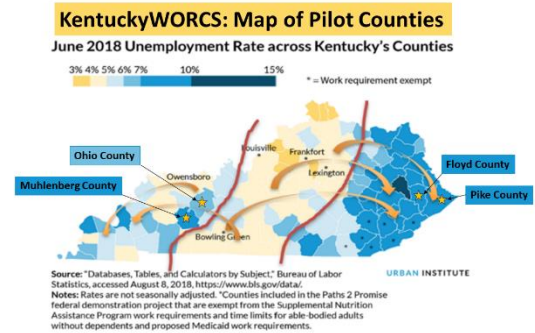 KentuckyWORCS: Map of Pilot Counties
June 2018 Unemployment Rate across Kentucky's Counties
3% 4% 5% 6% 7% 10% 15%
* = Work requirement exempt
Louisville
Frankfort
Lexington
Ohio County
Floyd County
Owensboro
Muhlenberg County
Pike County
Bowling Green
Source: "Databases, Tables, and Calculators by Subject," Bureau of Labor
Statistics, accessed August 8, 2018, https://www.bls.gov/data/.
URBAN INSTITUTE
Notes: Rates are not seasonally adjusted. *Counties included in the Paths 2 Promise
federal demonstration project that are exempt from the Supplemental Nutrition
Assistance Program work requirements and time limits for able-bodied adults
without dependents and proposed Medicaid work requirements.